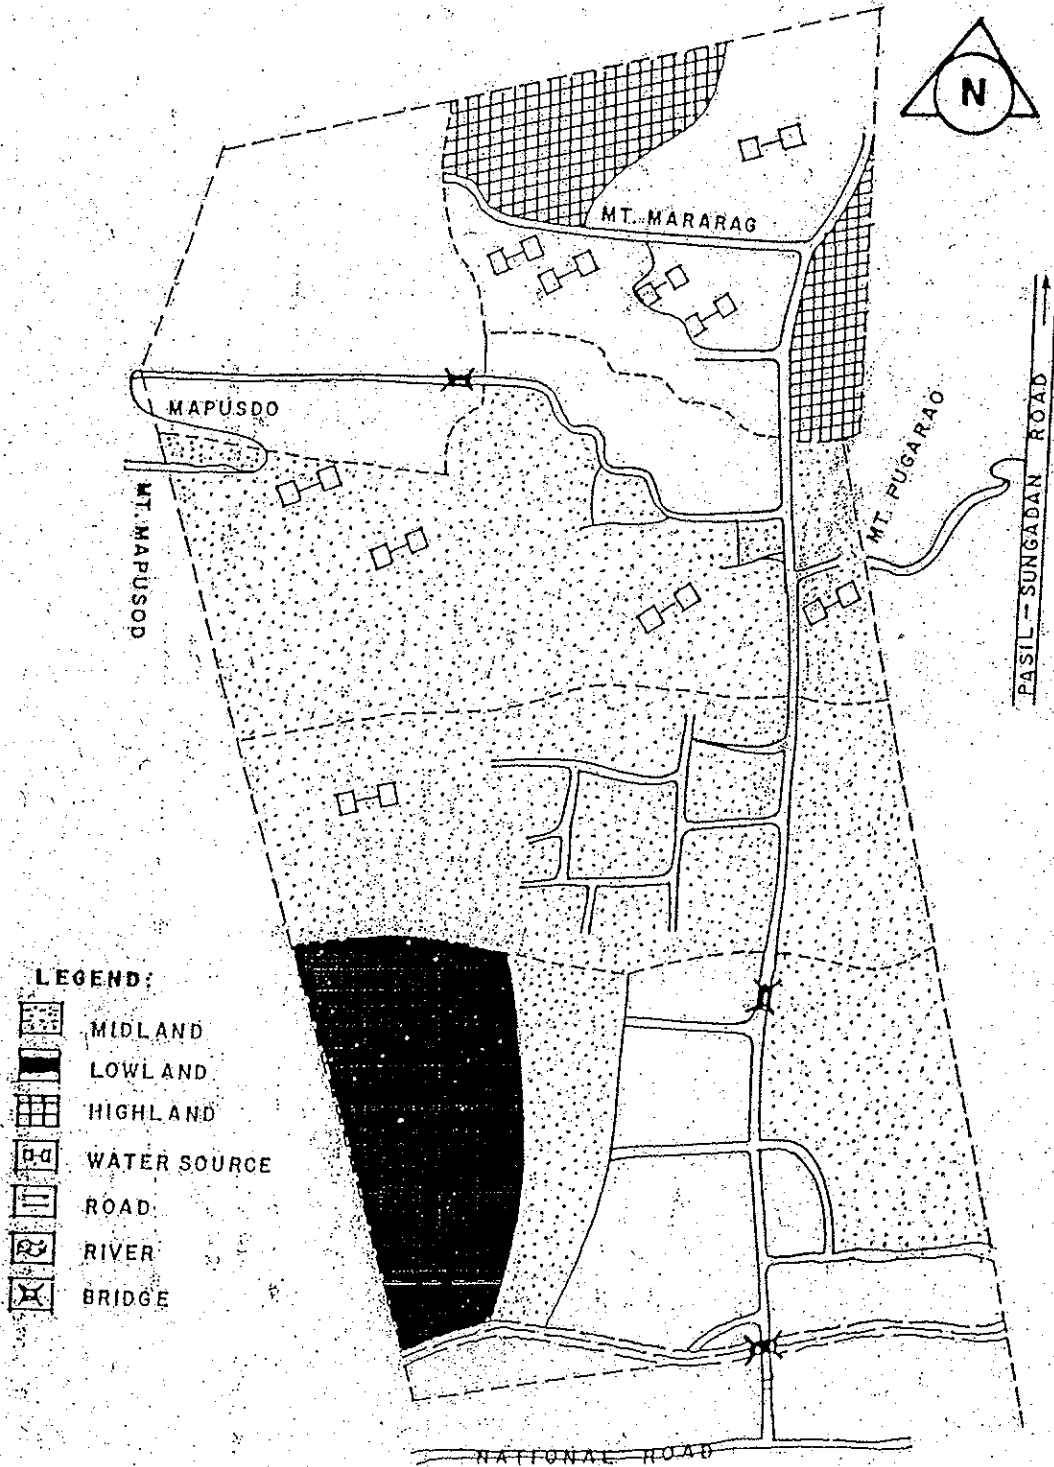 N
MT. MARARAG
MAPUSDO
MT. MAPUSOD
MT. PUGARAO
PASIL - SUNGADAN ROAD
LEGEND:
MIDLAND
LOWLAND
HIGHLAND
WATER SOURCE
ROAD
RIVER
BRIDGE
NATIONAL ROAD